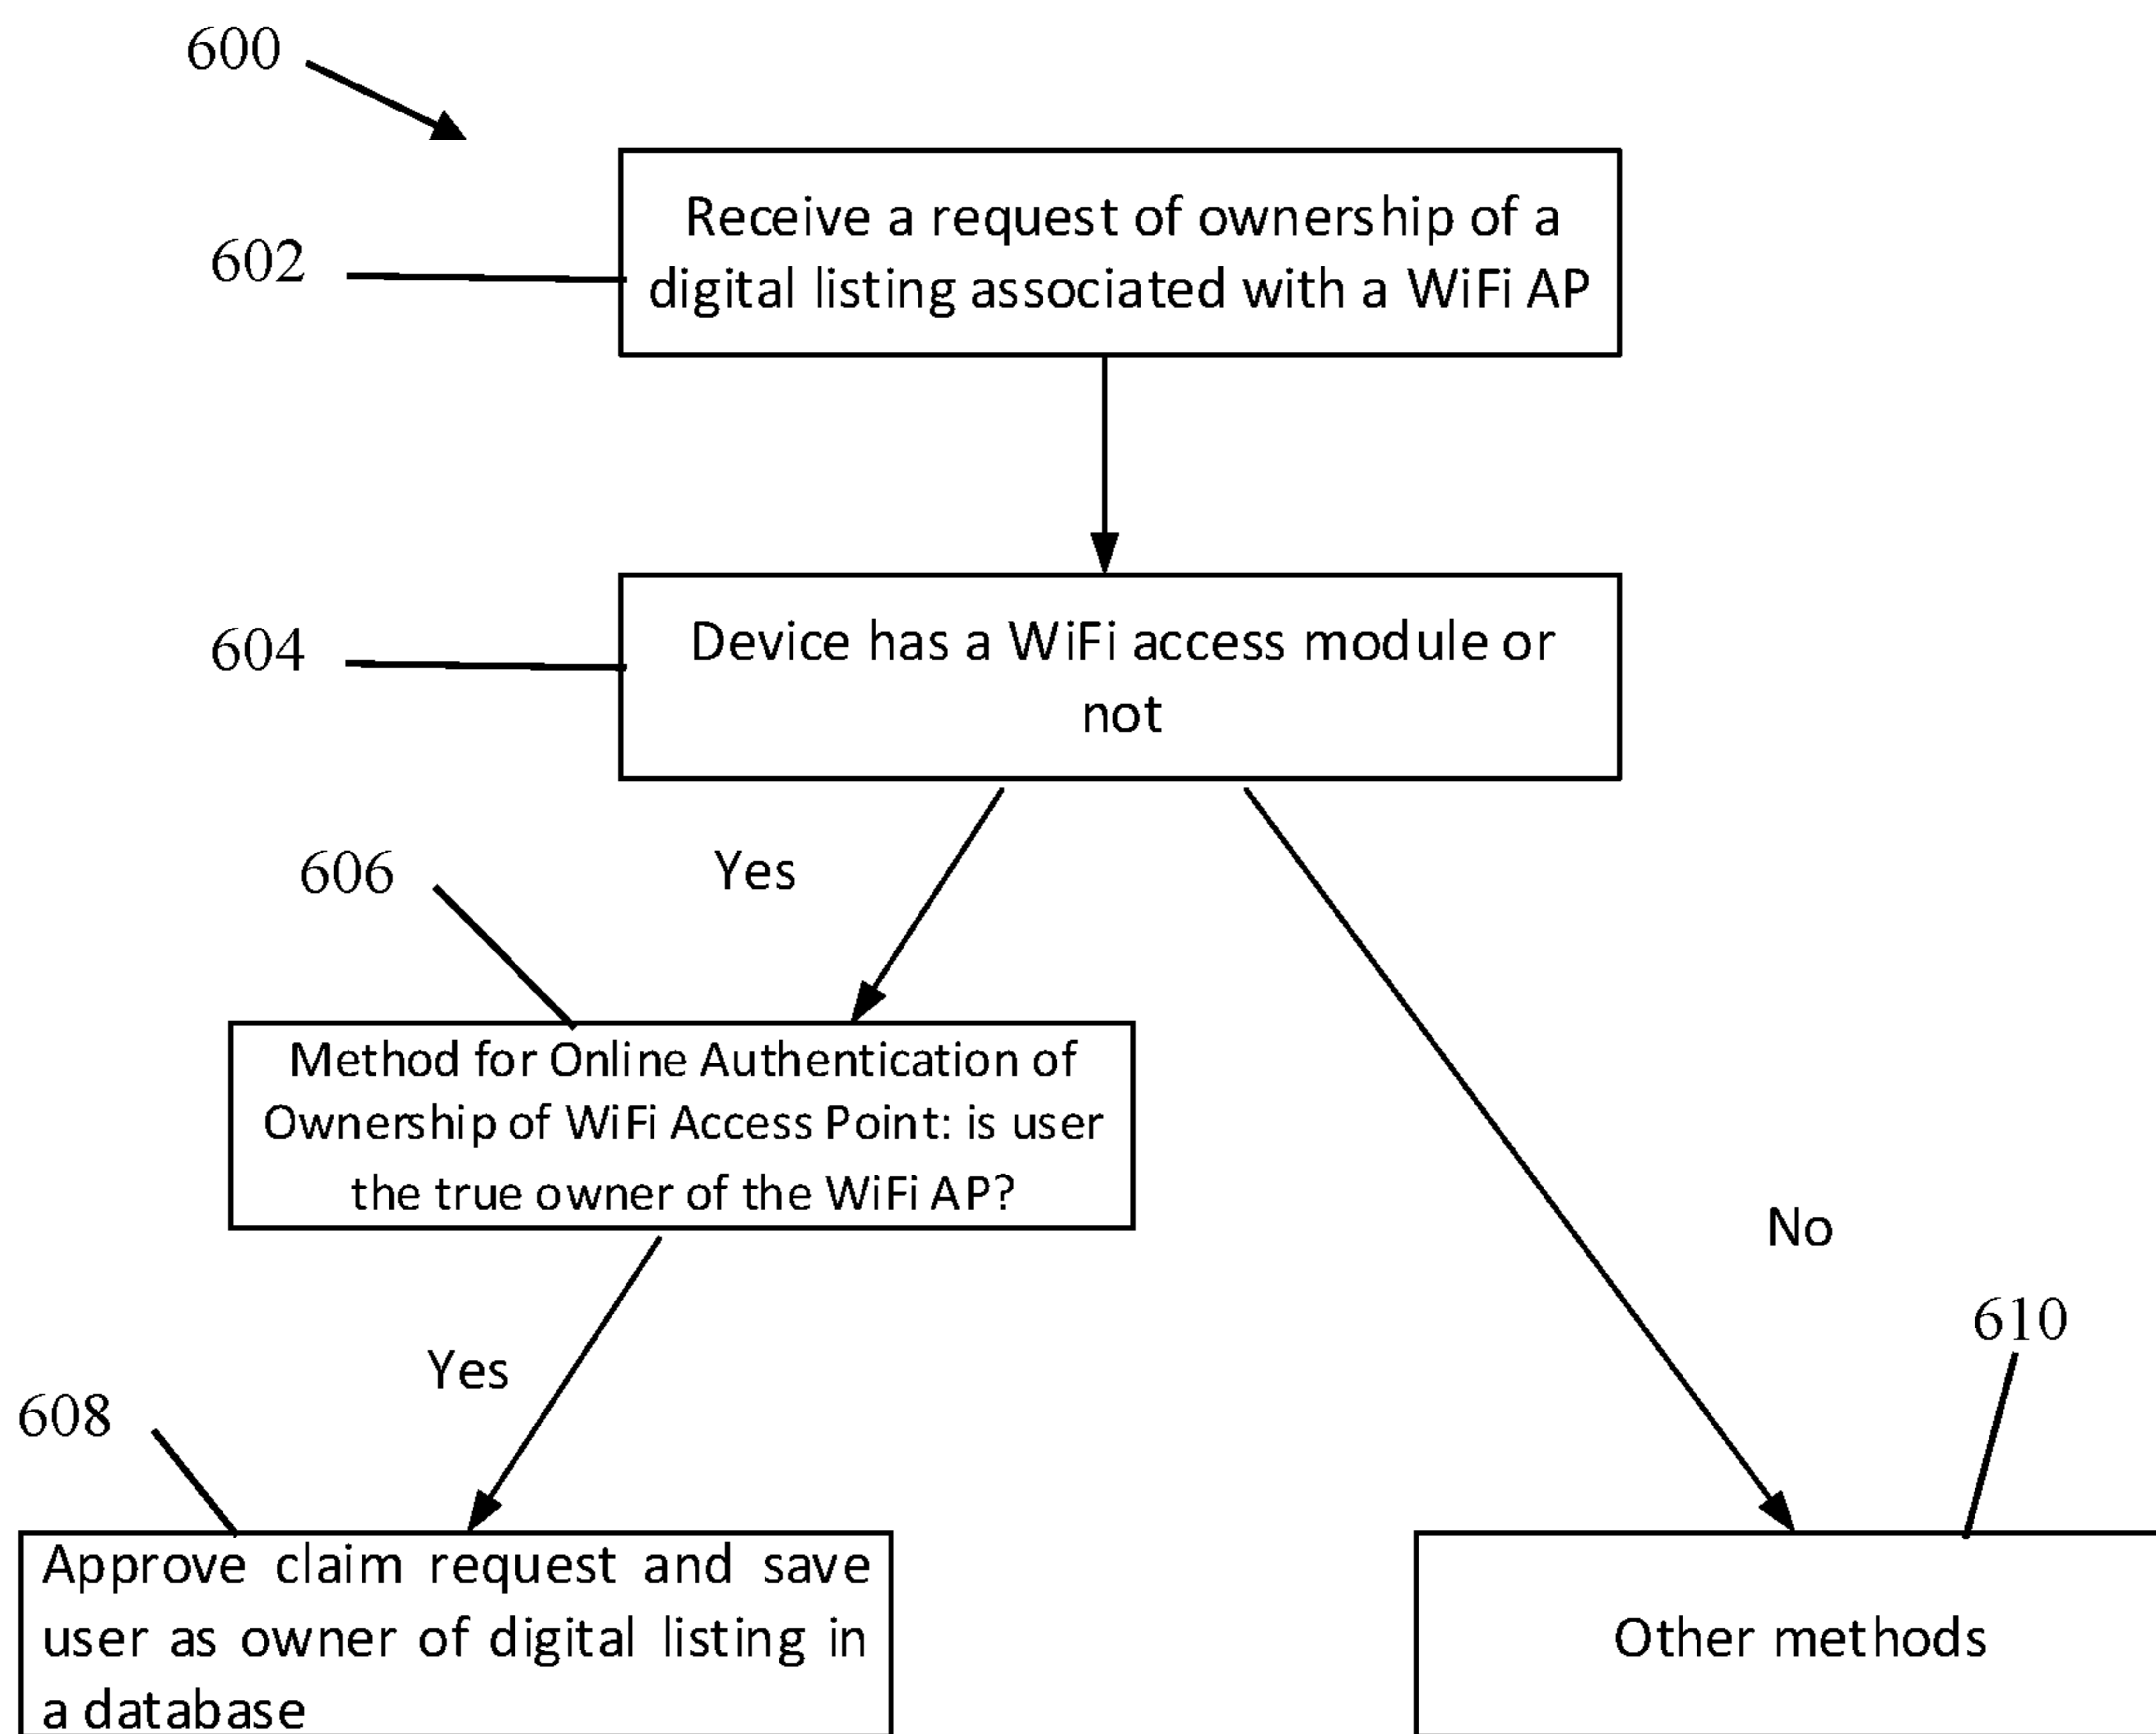 600
602
Receive a request of ownership of a
digital listing associated with a WiFi AP
604
Device has a WiFi access module or
not
606
Yes
Method for Online Authentication of
Ownership of WiFi Access Point: is user
the true owner of the WiFi AP?
No
610
Yes
608
Approve claim request and save
user as owner of digital listing in
a database
Other methods